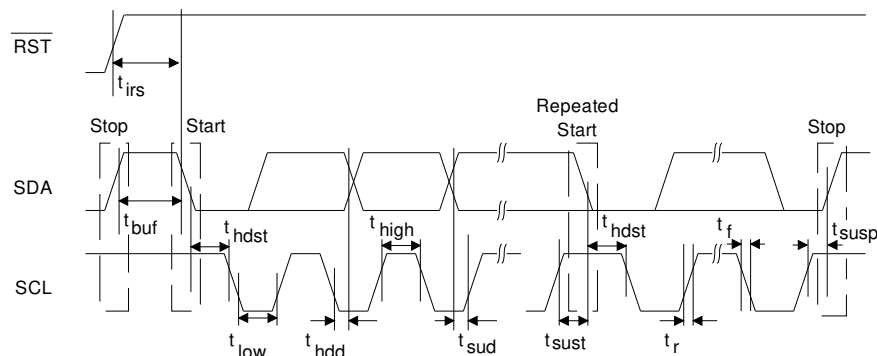 RST
t irs
Repeated
Stop Start Start Stop
SDA
t buf t hdst t high t hdst t f t susp
SCL
t low t hdd t sud t sust t r